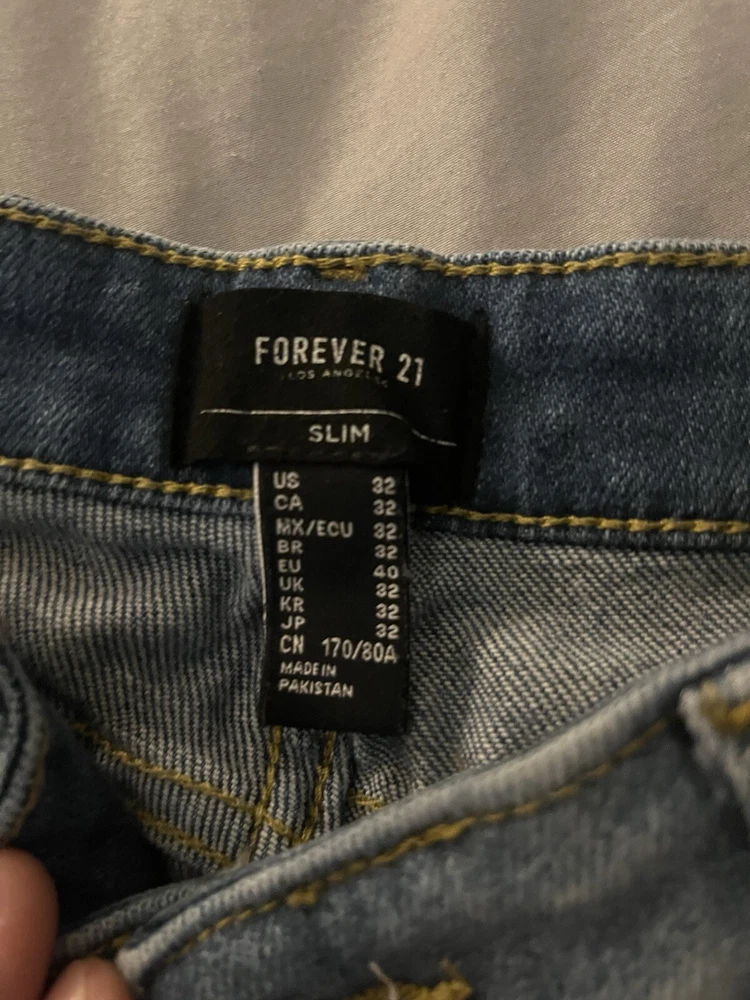 FOREVER 21
LOS ANGELES
SLIM
US 32
CA 32
MX/ECU 32
BR 32
EU 40
UK 32
KR 32
JP 32
CN 170/80A
MADE IN
PAKISTAN